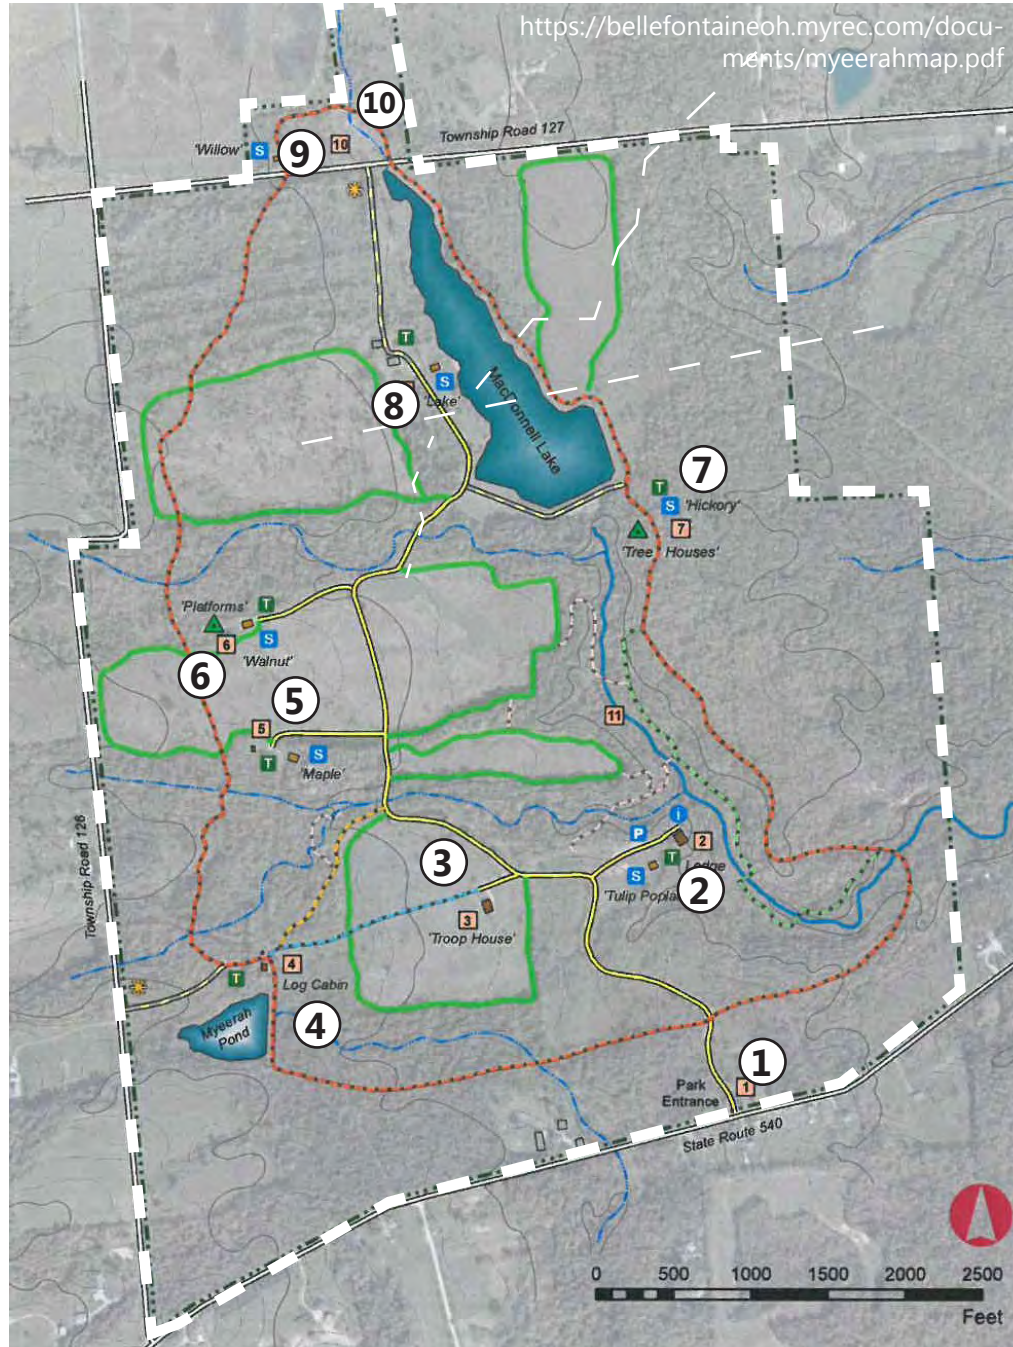 https://bellefontaineoh.myrec.com/docu-
ments/myeerahmap.pdf
10
Township Road 127
'Willow'
S
9
10
T
S
8
'Lake'
MacDonnell Lake
7
T
S
'Hickory'
7
'Tree Houses'
'Platforms'
T
6
S
'Walnut'
6
5
5
T
S
'Maple'
11
Township Road 126
i
P
2
Lodge
T
S
'Tulip Popla
2
3
3
'Troop House'
4
Log Cabin
T
Myeerah
Pond
4
1
Park
Entrance
1
State Route 540
0
500
1000
1500
2000
2500
Feet